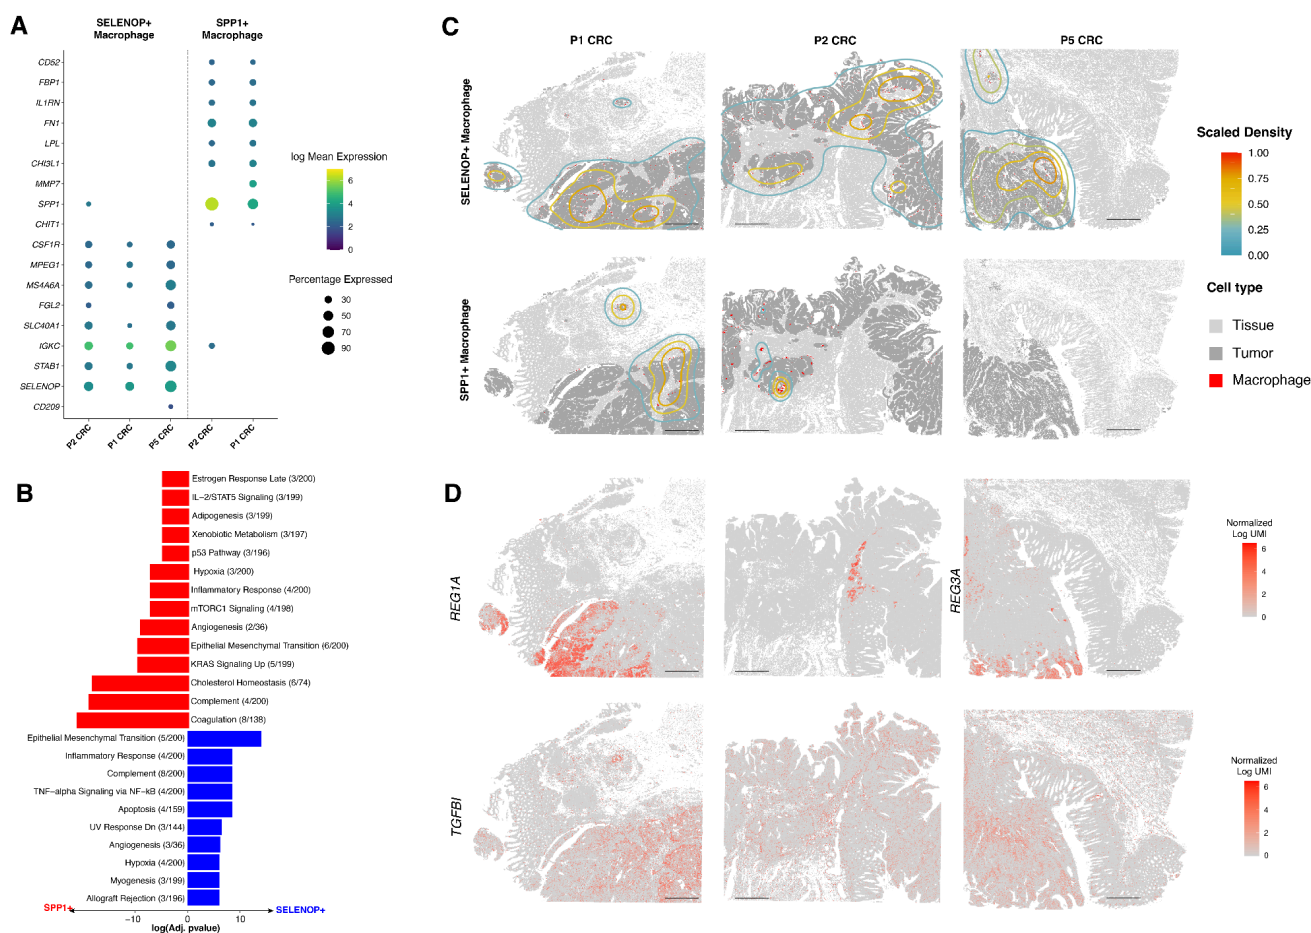 A
SELENOP+
Macrophage
SPP1+
Macrophage
CD52
FBP1
IL1RN
FN1
LPL
CHI3L1
MMP7
SPP1
CHIT1
CSF1R
MPEG1
MS4A6A
FGL2
SLC40A1
IGKC
STAB1
SELENOP
CD209
P2 CRC
P1 CRC
P5 CRC
P2 CRC
P1 CRC
log Mean Expression
6
4
2
0
Percentage Expressed
30
50
70
90
B
Estrogen Response Late (3/200)
IL−2/STAT5 Signaling (3/199)
Adipogenesis (3/199)
Xenobiotic Metabolism (3/197)
p53 Pathway (3/196)
Hypoxia (3/200)
Inflammatory Response (4/200)
mTORC1 Signaling (4/198)
Angiogenesis (2/36)
Epithelial Mesenchymal Transition (6/200)
KRAS Signaling Up (5/199)
Cholesterol Homeostasis (6/74)
Complement (4/200)
Coagulation (8/138)
Epithelial Mesenchymal Transition (5/200)
Inflammatory Response (4/200)
Complement (8/200)
TNF−alpha Signaling via NF−kB (4/200)
Apoptosis (4/159)
UV Response Dn (3/144)
Angiogenesis (3/36)
Hypoxia (4/200)
Myogenesis (3/199)
Allograft Rejection (3/196)
SPP1+
SELENOP+
−10
0
10
log(Adj. pvalue)
C
P1 CRC
P2 CRC
P5 CRC
SELENOP+ Macrophage
SPP1+ Macrophage
Scaled Density
1.00
0.75
0.50
0.25
0.00
Cell type
Tissue
Tumor
Macrophage
D
REG1A
REG3A
Normalized
Log UMI
6
4
2
0
TGFBI
Normalized
Log UMI
6
4
2
0